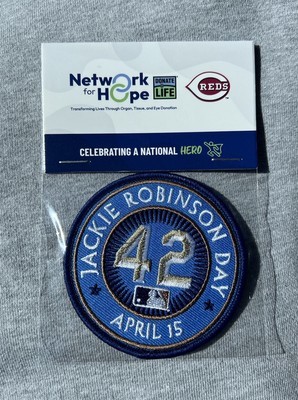 Network
for
Hope
DONATE
LIFE
REDS
Transforming Lives Through Organ, Tissue, and Eye Donation
CELEBRATING A NATIONAL HERO
JACKIE ROBINSON DAY
42
APRIL 15